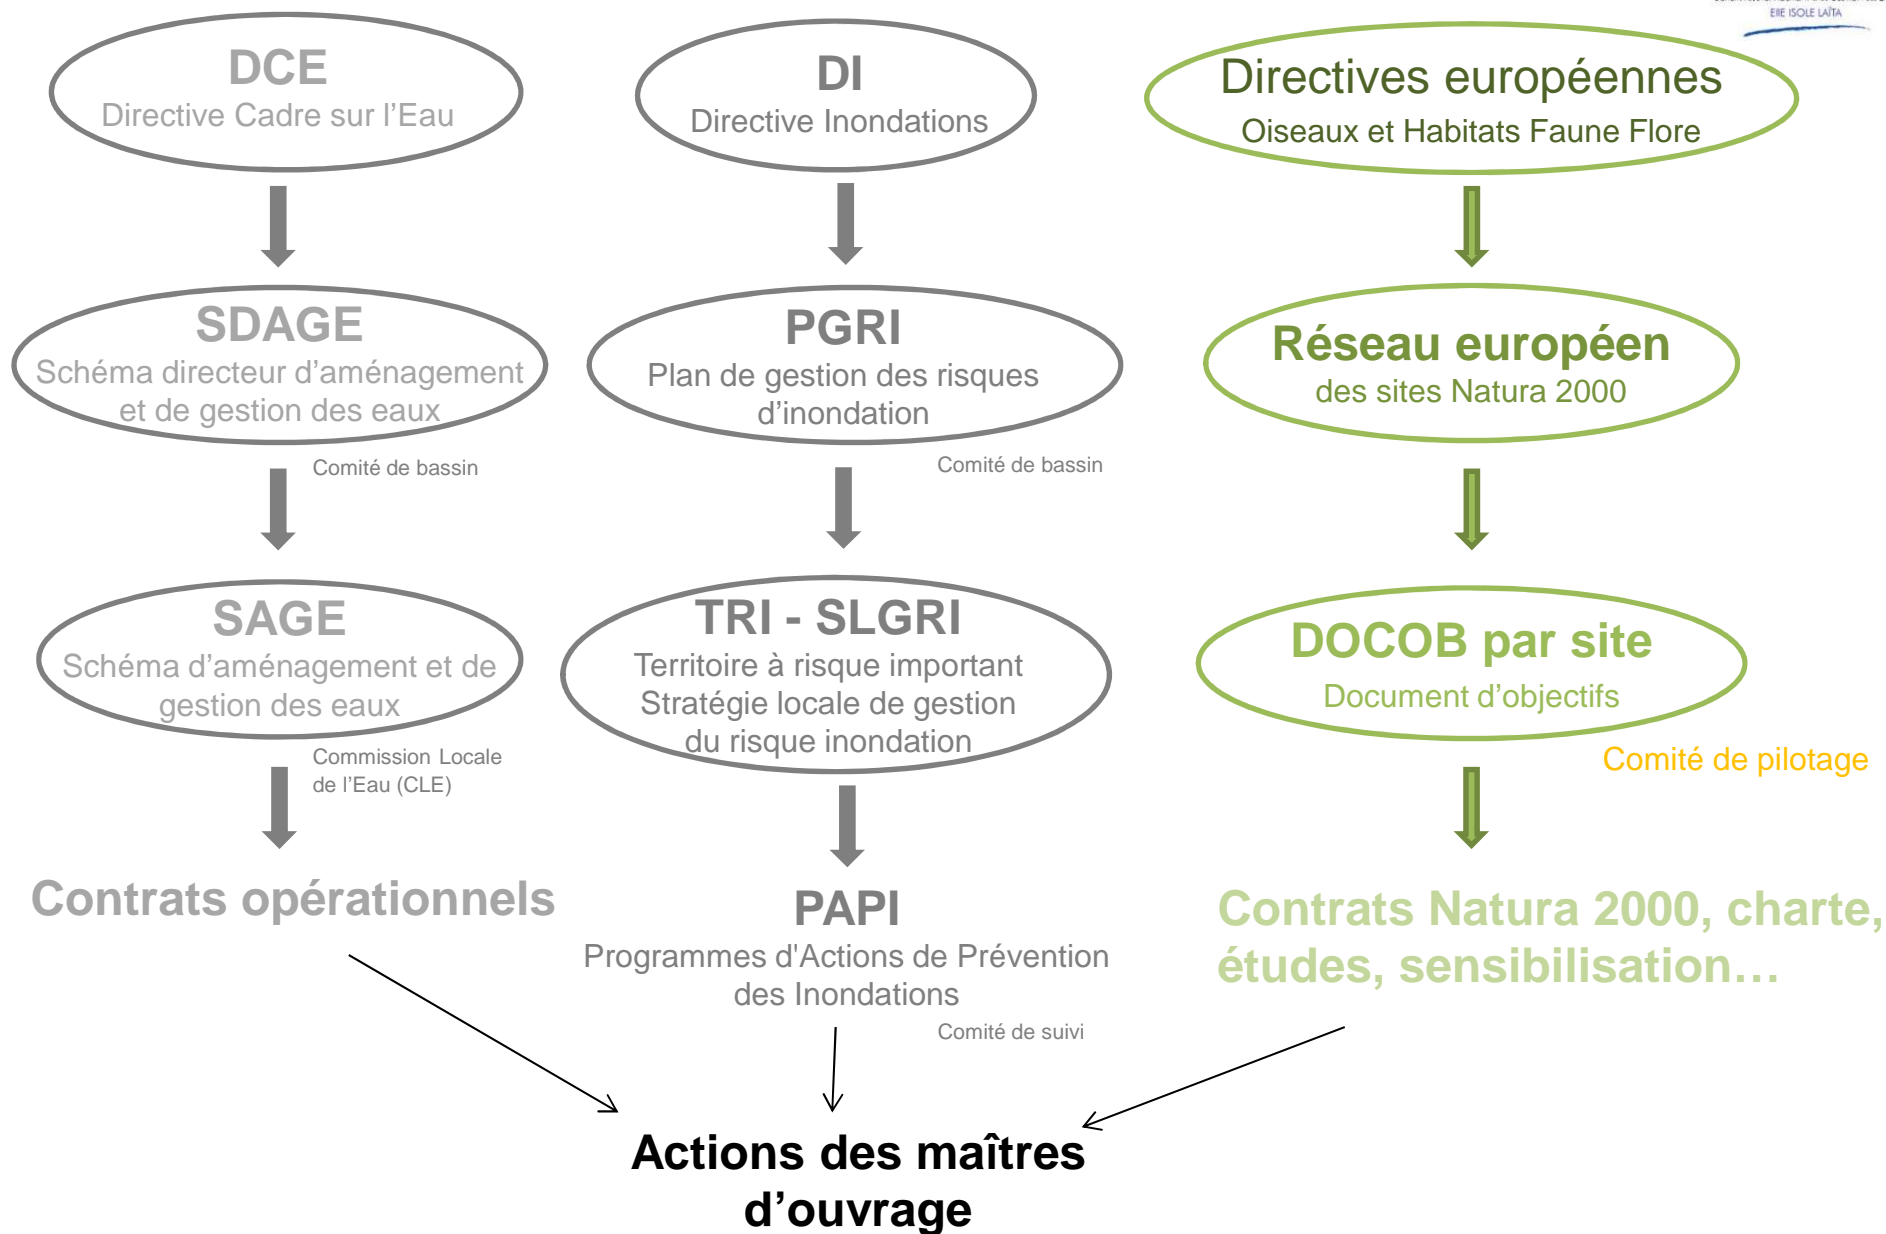 ELLE ISOLE LAÏTA
DCE
Directive Cadre sur l’Eau
DI
Directive Inondations
Directives européennes
Oiseaux et Habitats Faune Flore
SDAGE
Schéma directeur d’aménagement
et de gestion des eaux
Comité de bassin
PGRI
Plan de gestion des risques
d’inondation
Comité de bassin
Réseau européen
des sites Natura 2000
SAGE
Schéma d’aménagement et de
gestion des eaux
Commission Locale
de l’Eau (CLE)
TRI - SLGRI
Territoire à risque important
Stratégie locale de gestion
du risque inondation
DOCOB par site
Document d’objectifs
Comité de pilotage
Contrats opérationnels
PAPI
Programmes d'Actions de Prévention
des Inondations
Comité de suivi
Contrats Natura 2000, charte,
études, sensibilisation…
Actions des maîtres
d’ouvrage